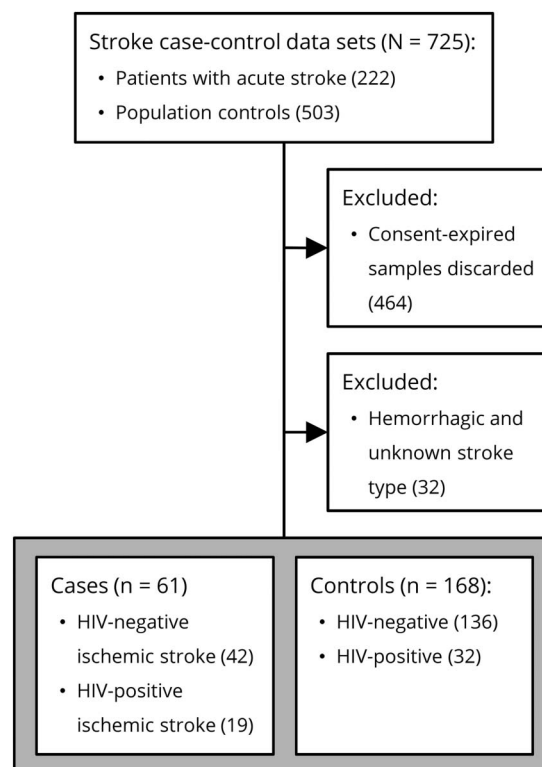 Stroke case-control data sets (N = 725):
• Patients with acute stroke (222)
• Population controls (503)
Excluded:
• Consent-expired
samples discarded
(464)
Excluded:
• Hemorrhagic and
unknown stroke
type (32)
Cases (n = 61)
• HIV-negative
ischemic stroke (42)
• HIV-positive
ischemic stroke (19)
Controls (n = 168):
• HIV-negative (136)
• HIV-positive (32)